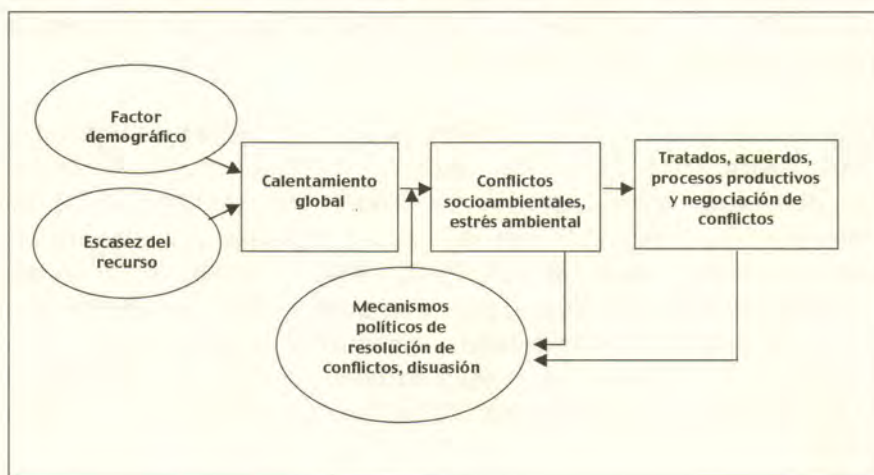 Factor
demográfico
Escasez del
recurso
Calentamiento
global
Conflictos
socioambientales,
estrés ambiental
Tratados, acuerdos,
procesos productivos
y negociación de
conflictos
Mecanismos
políticos de
resolución de
conflictos, disuasión